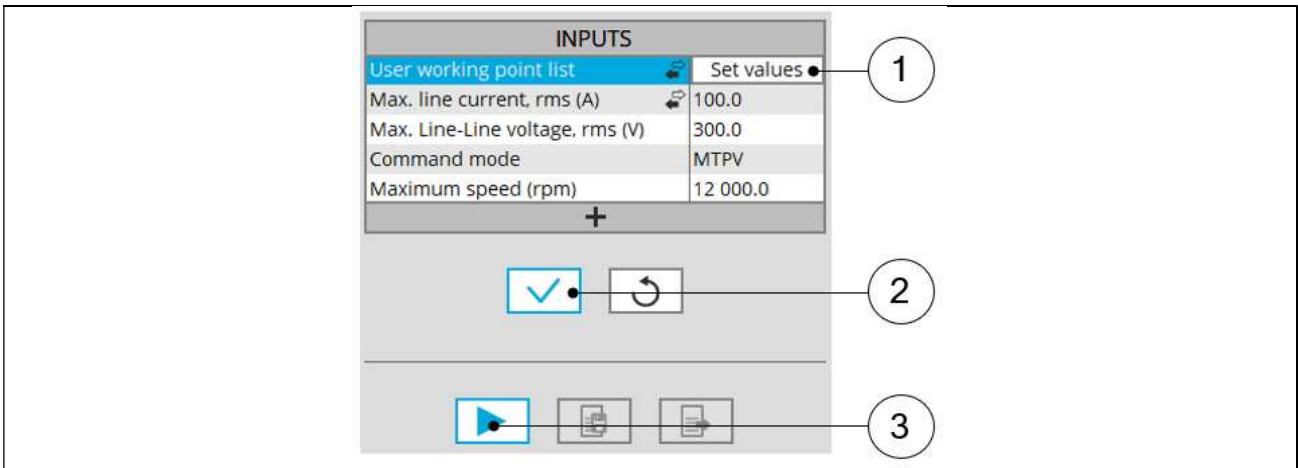 INPUTS
User working point list Set values 1
Max. line current, rms (A) 100.0
Max. Line-Line voltage, rms (V) 300.0
Command mode MTPV
Maximum speed (rpm) 12 000.0
+
2
3